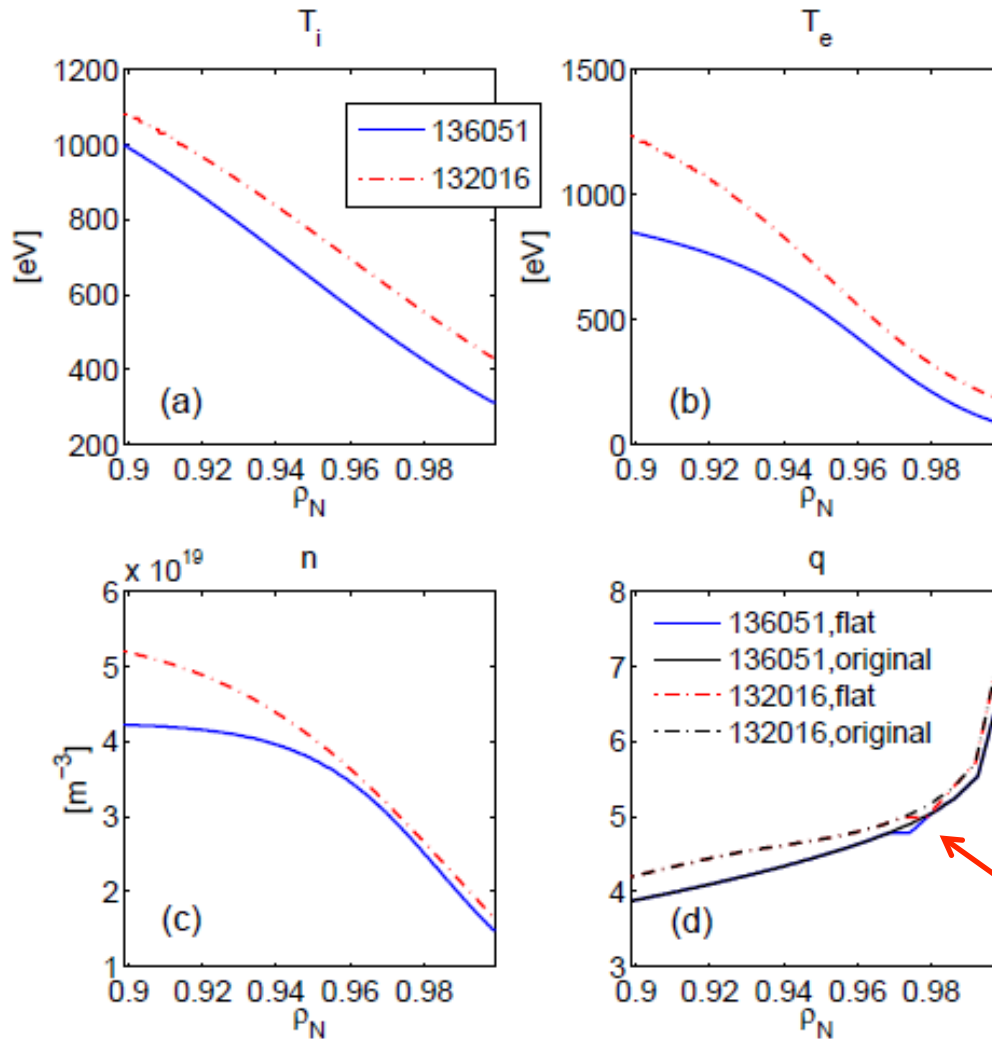 T_i
1200
1000
800
600
400
200
[eV]
0.9 0.92 0.94 0.96 0.98
ρ_N
(a)
136051
132016
T_e
1500
1000
500
0
[eV]
0.9 0.92 0.94 0.96 0.98
ρ_N
(b)
x 10^19
n
6
5
4
3
2
1
[m^−3]
0.9 0.92 0.94 0.96 0.98
ρ_N
(c)
q
8
7
6
5
4
3
136051,flat
136051,original
132016,flat
132016,original
(d)
0.9 0.92 0.94 0.96 0.98
ρ_N